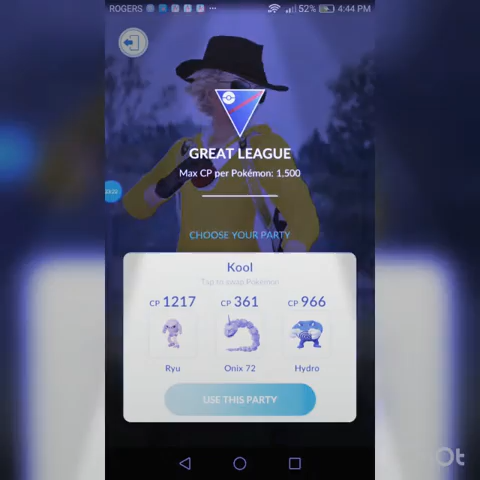 ROGERS ... 52% 4:44 PM
GREAT LEAGUE
Max CP per Pokémon: 1,500
CHOOSE YOUR PARTY
Kool
Tap to swap Pokémon
CP 1217 CP 361 CP 966
Ryu Onix 72 Hydro
USE THIS PARTY